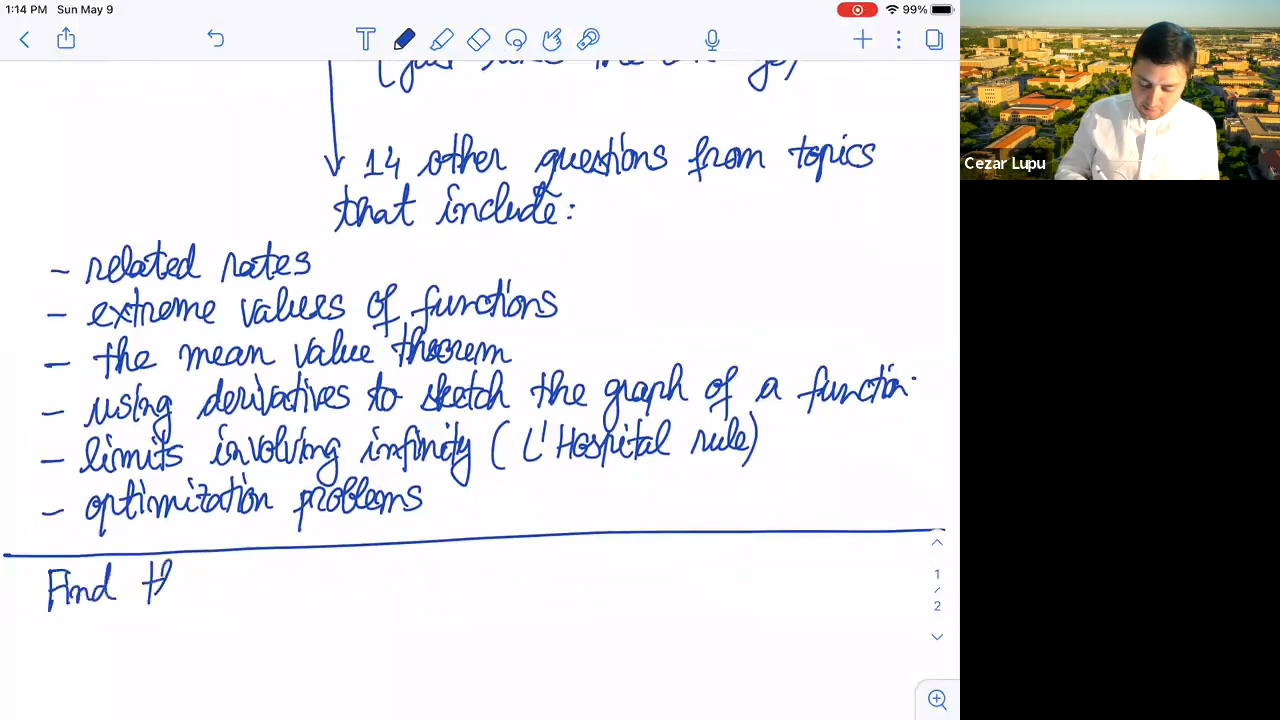 1:14 PM Sun May 9
99%
14 other questions from topics
that include:
- related rates
- extreme values of functions
- the mean value theorem
- using derivatives to sketch the graph of a function.
- limits involving infinity (L'Hospital rule)
- optimization problems
Find th
1
/
2
Cezar Lupu